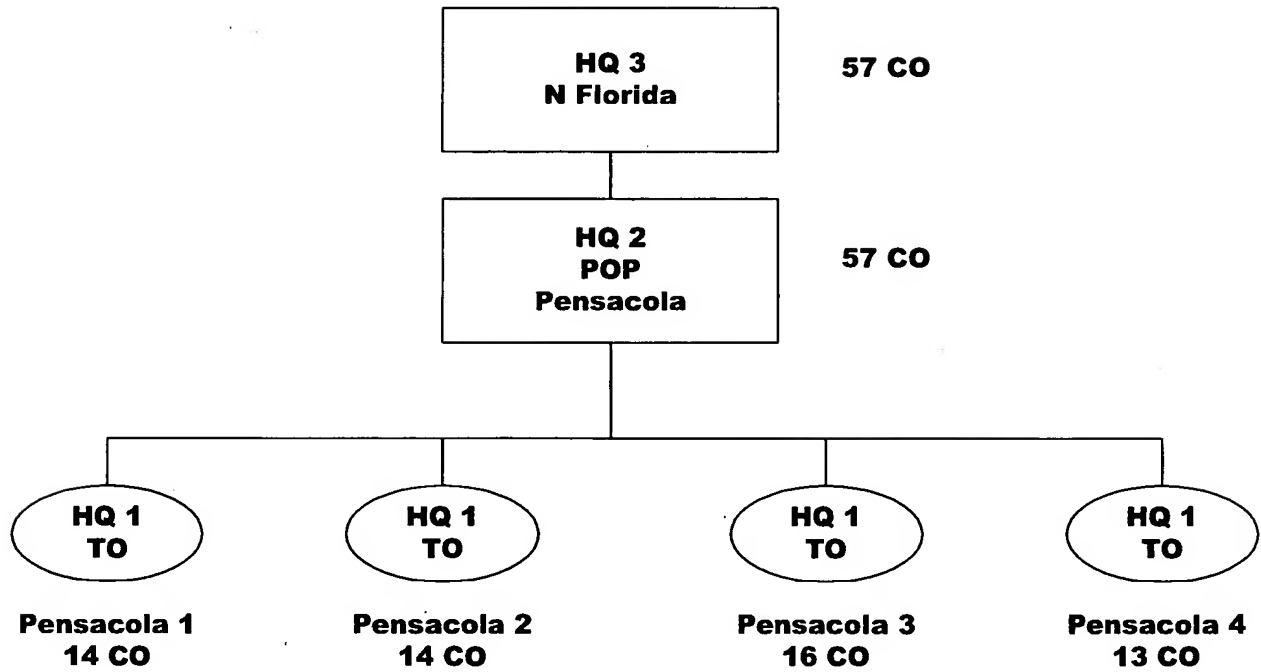 HQ 3
N Florida
57 CO
HQ 2
POP
Pensacola
57 CO
HQ 1
TO
HQ 1
TO
HQ 1
TO
HQ 1
TO
Pensacola 1
14 CO
Pensacola 2
14 CO
Pensacola 3
16 CO
Pensacola 4
13 CO